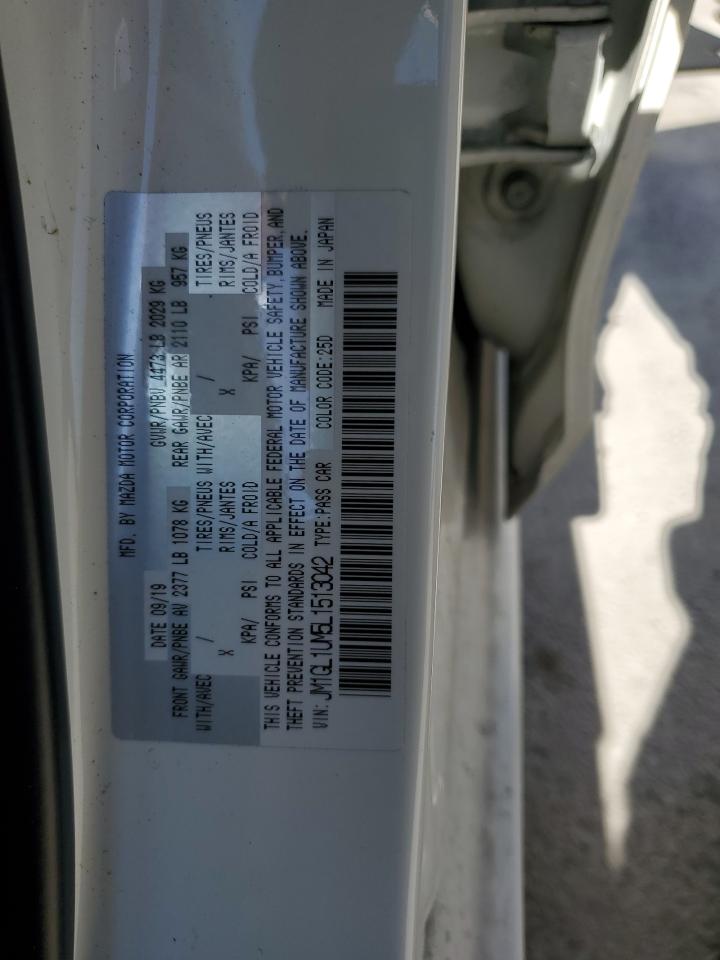 MFD. BY MAZDA MOTOR CORPORATION
DATE 09/19 GVWR/PNBV 4473 LB 2029 KG
FRONT GAWR/PNBE AV 2377 LB 1078 KG REAR GAWR/PNBE AR 2110 LB 957 KG
WITH/AVEC / TIRES/PNEUS WITH/AVEC / TIRES/PNEUS
X RIMS/JANTES X RIMS/JANTES
KPA/ PSI COLD/A FROID KPA/ PSI COLD/A FROID
THIS VEHICLE CONFORMS TO ALL APPLICABLE FEDERAL MOTOR VEHICLE SAFETY, BUMPER, AND
THEFT PREVENTION STANDARDS IN EFFECT ON THE DATE OF MANUFACTURE SHOWN ABOVE.
VIN: JM1GL1UM5L1513042 TYPE:PASS CAR COLOR CODE:25D MADE IN JAPAN